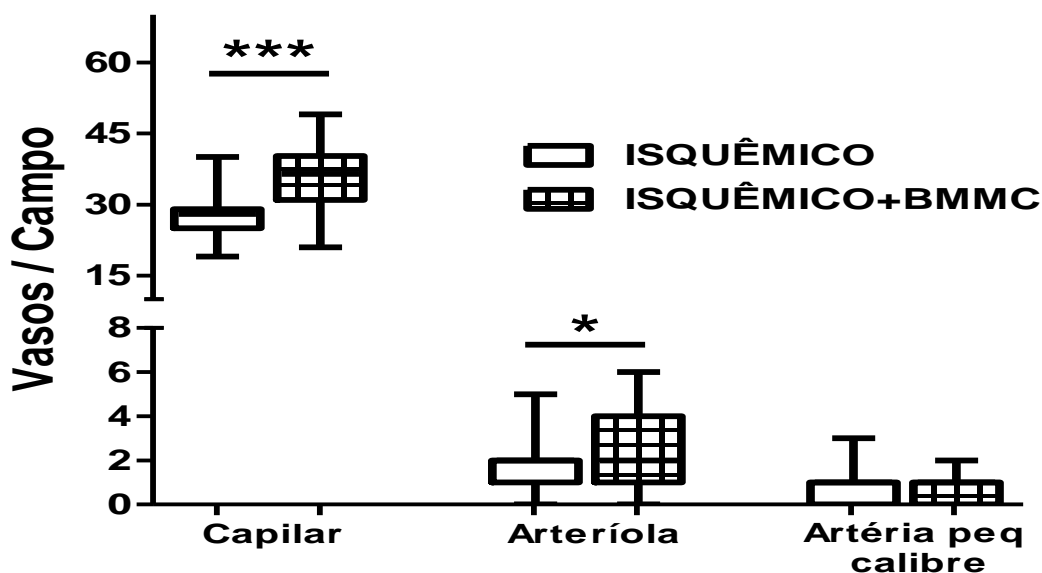 Vasos / Campo
60
45
30
15
8
6
4
2
0
***
*
ISQUÊMICO
ISQUÊMICO+BMMC
Capilar
Arteríola
Artéria peq
calibre